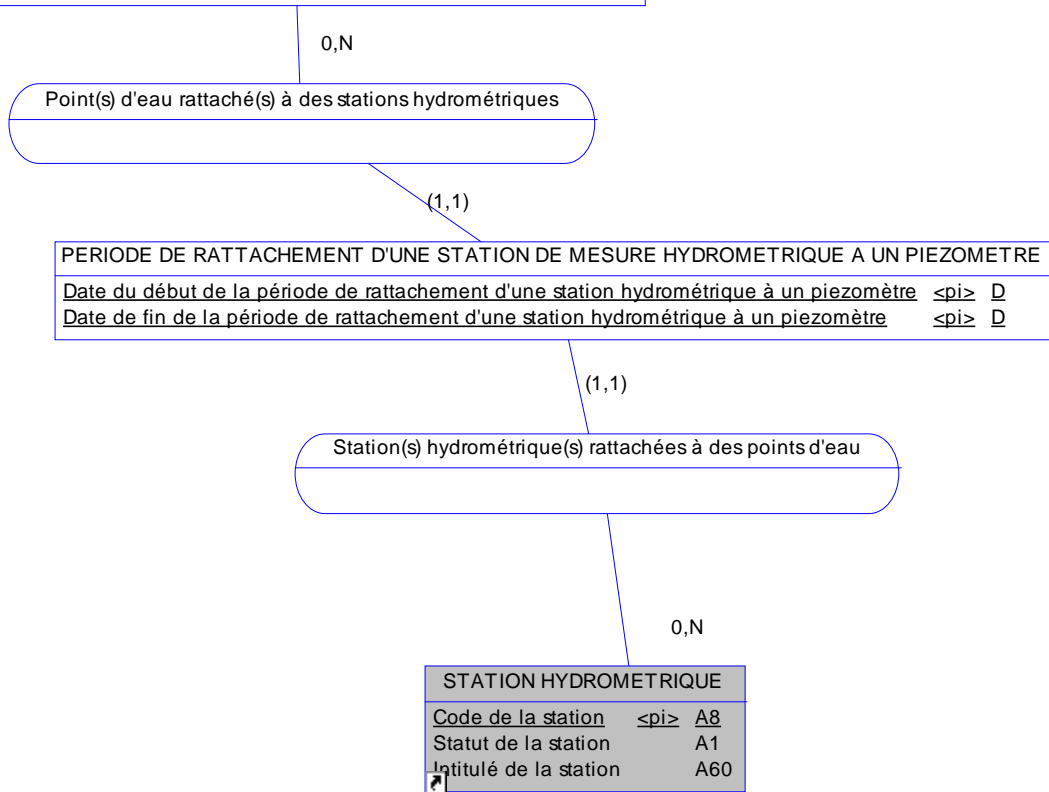 0,N
Point(s) d'eau rattaché(s) à des stations hydrométriques
(1,1)
PERIODE DE RATTACHEMENT D'UNE STATION DE MESURE HYDROMETRIQUE A UN PIEZOMETRE
Date du début de la période de rattachement d'une station hydrométrique à un piezomètre <pi> D
Date de fin de la période de rattachement d'une station hydrométrique à un piezomètre <pi> D
(1,1)
Station(s) hydrométrique(s) rattachées à des points d'eau
0,N
STATION HYDROMETRIQUE
Code de la station <pi> A8
Statut de la station A1
Intitulé de la station A60